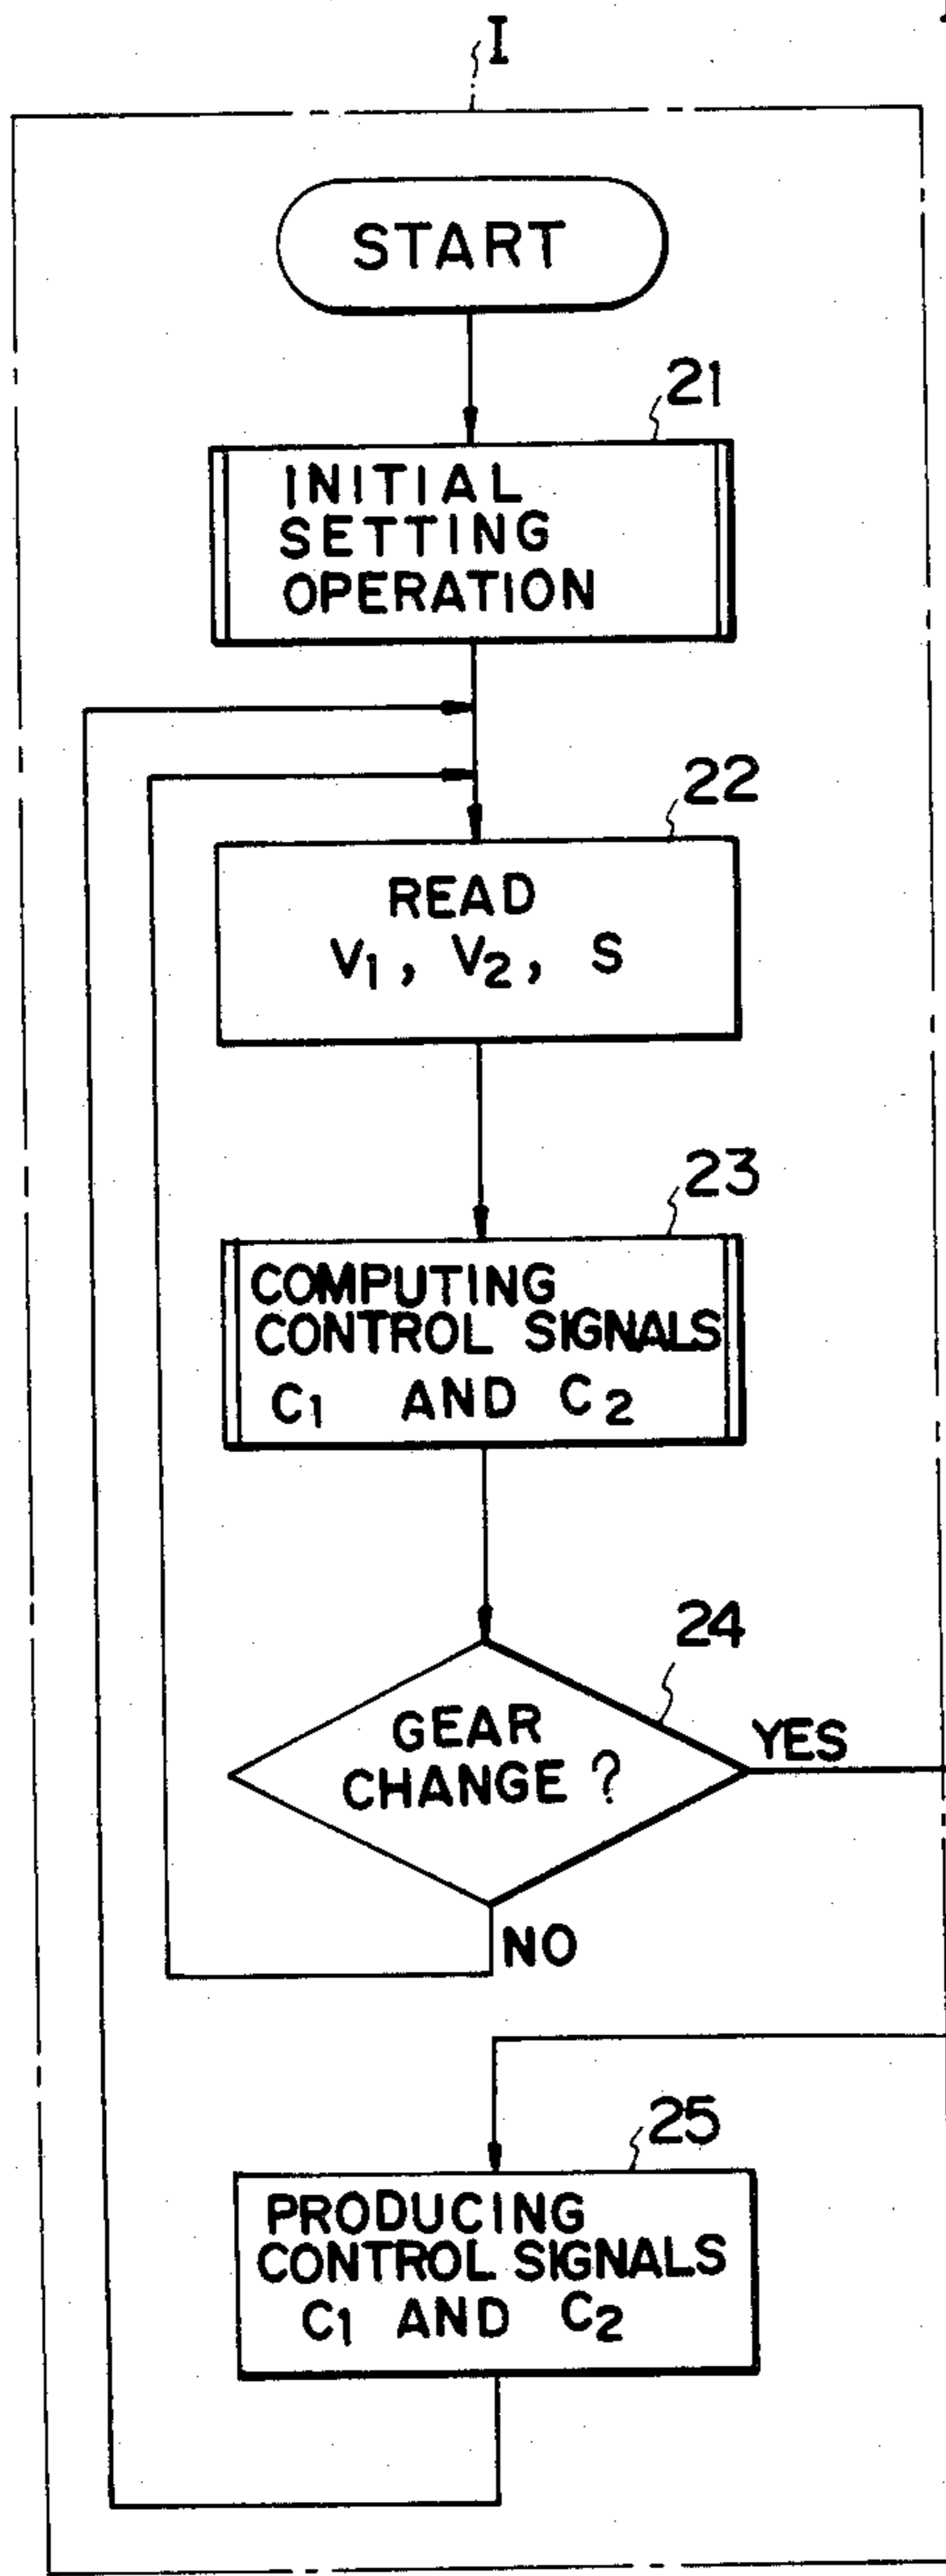 I
START
21
INITIAL
SETTING
OPERATION
22
READ
V₁, V₂, S
23
COMPUTING
CONTROL SIGNALS
C₁ AND C₂
24
GEAR
CHANGE ?
YES
NO
25
PRODUCING
CONTROL SIGNALS
C₁ AND C₂